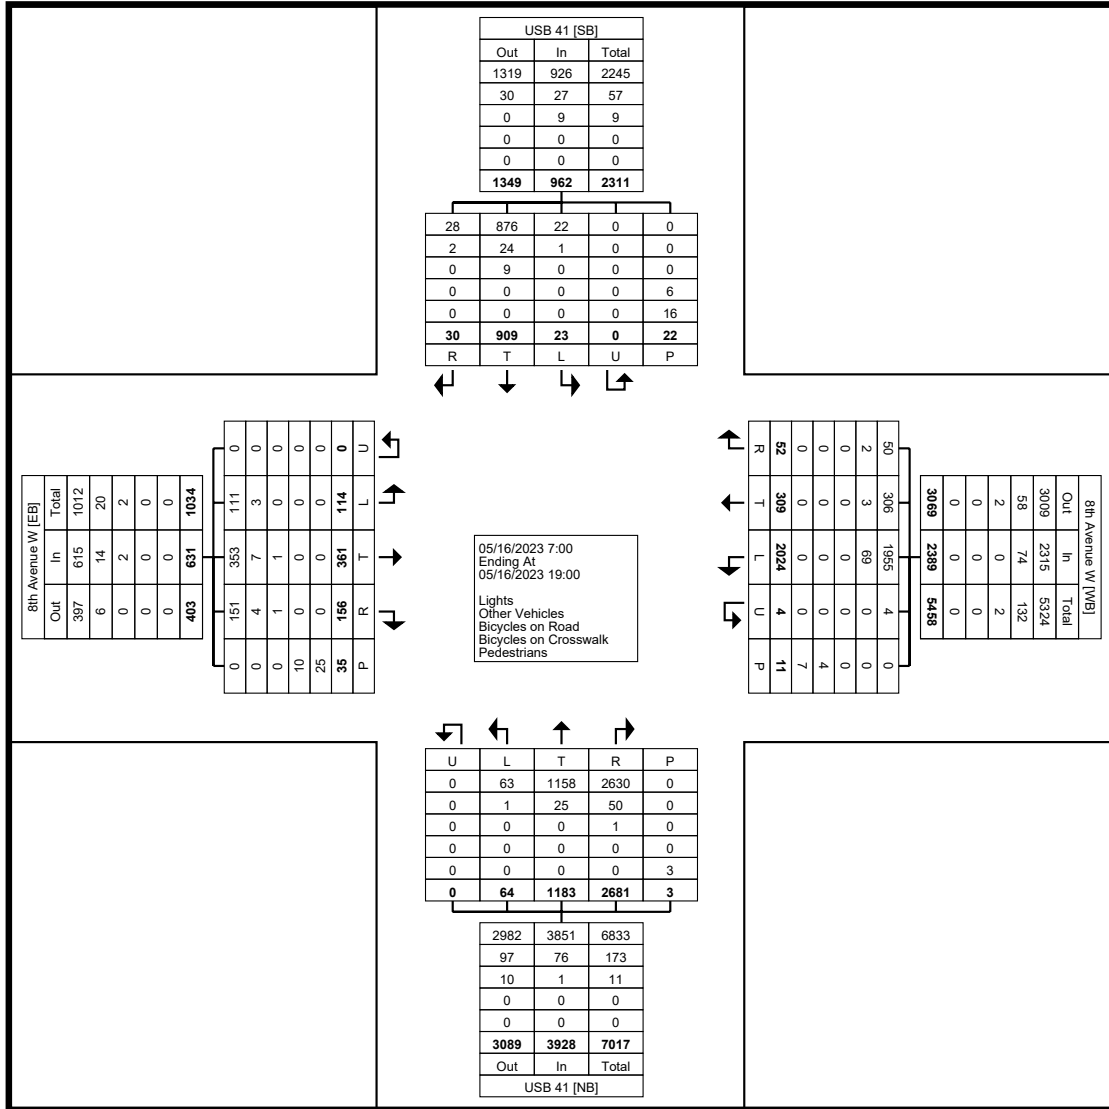 USB 41 [SB]
Out In Total
1319 926 2245
30 27 57
0 9 9
0 0 0
0 0 0
1349 962 2311
28 876 22 0 0
2 24 1 0 0
0 9 0 0 0
0 0 0 0 6
0 0 0 0 16
30 909 23 0 22
R T L U P
8th Avenue W [EB]
Total In Out
1012 615 397
20 14 6
2 2 0
0 0 0
0 0 0
1034 631 403
0 111 353 151 0
0 3 7 4 0
0 0 1 1 0
0 0 0 0 10
0 0 0 0 25
0 114 361 156 35
U L T R P
05/16/2023 7:00
Ending At
05/16/2023 19:00
Lights
Other Vehicles
Bicycles on Road
Bicycles on Crosswalk
Pedestrians
8th Avenue W [WB]
Out In Total
3009 2315 5324
58 74 132
2 0 2
0 0 0
0 0 0
3069 2389 5458
50 306 1955 4 0
2 3 69 0 0
0 0 0 0 0
0 0 0 0 4
0 0 0 0 7
52 309 2024 4 11
R T L U P
U L T R P
0 63 1158 2630 0
0 1 25 50 0
0 0 0 1 0
0 0 0 0 0
0 0 0 0 3
0 64 1183 2681 3
2982 3851 6833
97 76 173
10 1 11
0 0 0
0 0 0
3089 3928 7017
Out In Total
USB 41 [NB]